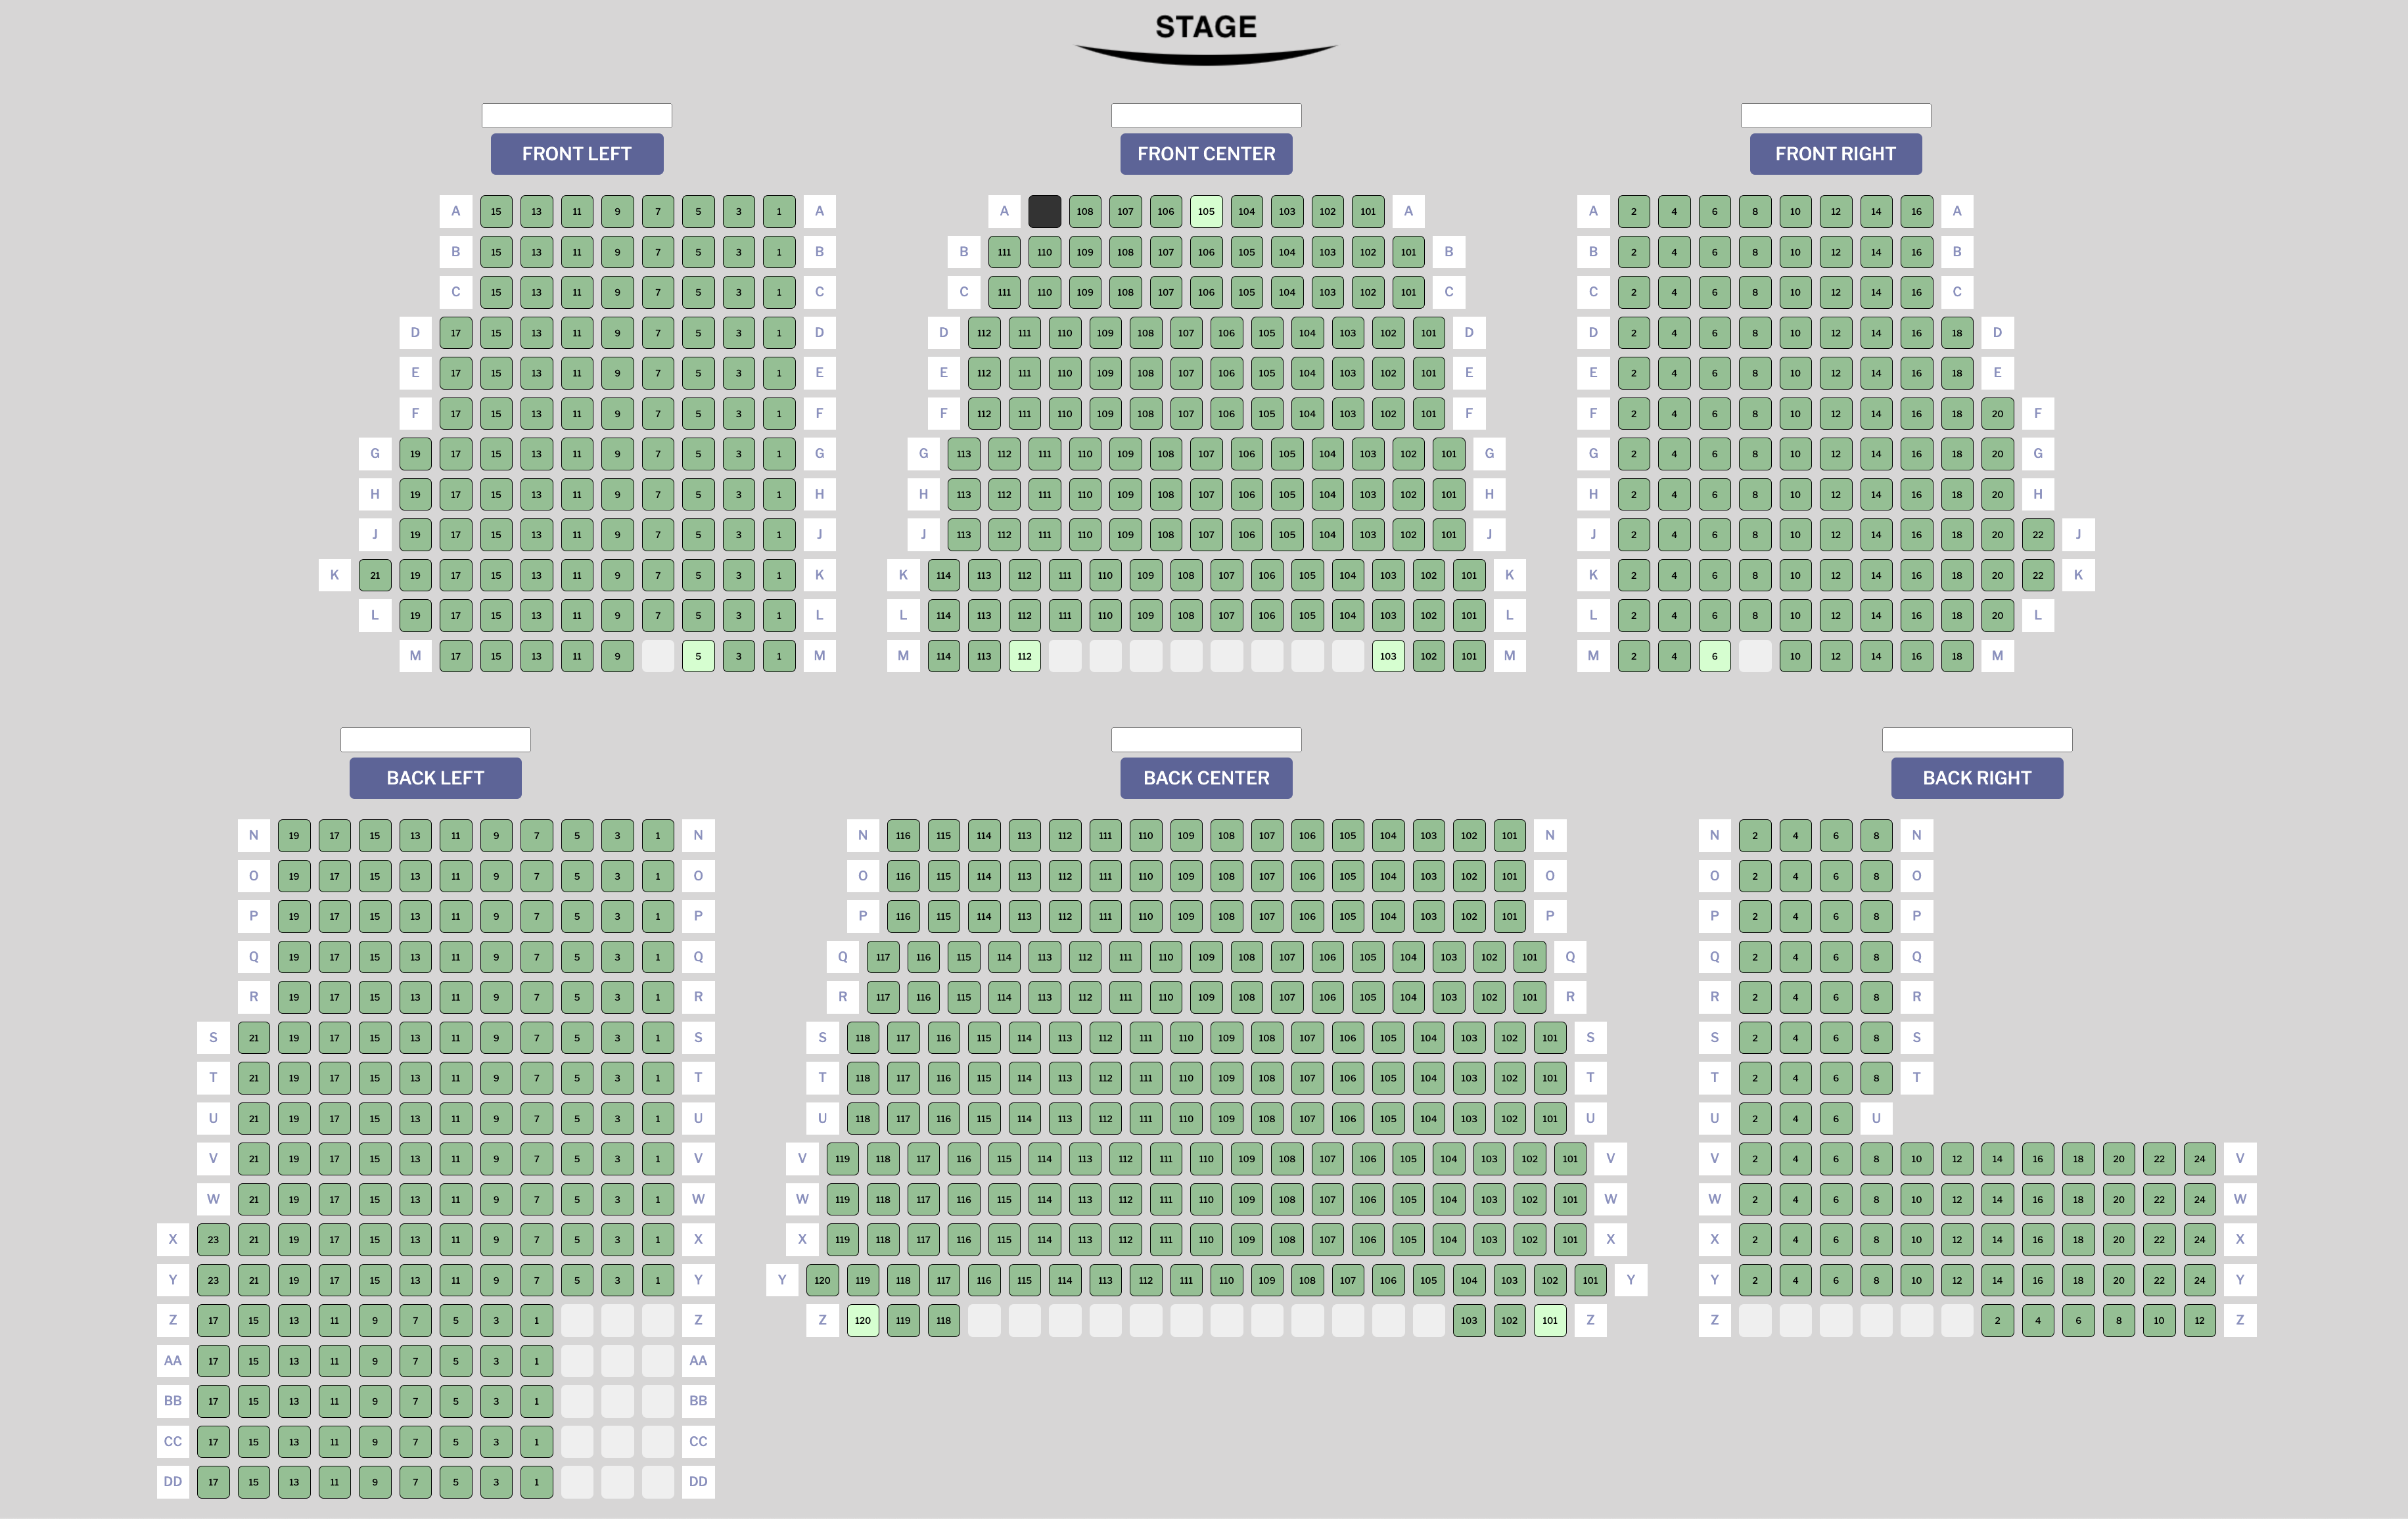 STAGE
FRONT LEFT FRONT CENTER FRONT RIGHT
A 15 13 11 9 7 5 3 1 A A 108 107 106 105 104 103 102 101 A A 2 4 6 8 10 12 14 16 A
B 15 13 11 9 7 5 3 1 B B 111 110 109 108 107 106 105 104 103 102 101 B B 2 4 6 8 10 12 14 16 B
C 15 13 11 9 7 5 3 1 C C 111 110 109 108 107 106 105 104 103 102 101 C C 2 4 6 8 10 12 14 16 C
D 17 15 13 11 9 7 5 3 1 D D 112 111 110 109 108 107 106 105 104 103 102 101 D D 2 4 6 8 10 12 14 16 18 D
E 17 15 13 11 9 7 5 3 1 E E 112 111 110 109 108 107 106 105 104 103 102 101 E E 2 4 6 8 10 12 14 16 18 E
F 17 15 13 11 9 7 5 3 1 F F 112 111 110 109 108 107 106 105 104 103 102 101 F F 2 4 6 8 10 12 14 16 18 20 F
G 19 17 15 13 11 9 7 5 3 1 G G 113 112 111 110 109 108 107 106 105 104 103 102 101 G G 2 4 6 8 10 12 14 16 18 20 G
H 19 17 15 13 11 9 7 5 3 1 H H 113 112 111 110 109 108 107 106 105 104 103 102 101 H H 2 4 6 8 10 12 14 16 18 20 H
J 19 17 15 13 11 9 7 5 3 1 J J 113 112 111 110 109 108 107 106 105 104 103 102 101 J J 2 4 6 8 10 12 14 16 18 20 22 J
K 21 19 17 15 13 11 9 7 5 3 1 K K 114 113 112 111 110 109 108 107 106 105 104 103 102 101 K K 2 4 6 8 10 12 14 16 18 20 22 K
L 19 17 15 13 11 9 7 5 3 1 L L 114 113 112 111 110 109 108 107 106 105 104 103 102 101 L L 2 4 6 8 10 12 14 16 18 20 L
M 17 15 13 11 9 5 3 1 M M 114 113 112 103 102 101 M M 2 4 6 10 12 14 16 18 M
BACK LEFT BACK CENTER BACK RIGHT
N 19 17 15 13 11 9 7 5 3 1 N N 116 115 114 113 112 111 110 109 108 107 106 105 104 103 102 101 N N 2 4 6 8 N
O 19 17 15 13 11 9 7 5 3 1 O O 116 115 114 113 112 111 110 109 108 107 106 105 104 103 102 101 O O 2 4 6 8 O
P 19 17 15 13 11 9 7 5 3 1 P P 116 115 114 113 112 111 110 109 108 107 106 105 104 103 102 101 P P 2 4 6 8 P
Q 19 17 15 13 11 9 7 5 3 1 Q Q 117 116 115 114 113 112 111 110 109 108 107 106 105 104 103 102 101 Q Q 2 4 6 8 Q
R 19 17 15 13 11 9 7 5 3 1 R R 117 116 115 114 113 112 111 110 109 108 107 106 105 104 103 102 101 R R 2 4 6 8 R
S 21 19 17 15 13 11 9 7 5 3 1 S S 118 117 116 115 114 113 112 111 110 109 108 107 106 105 104 103 102 101 S S 2 4 6 8 S
T 21 19 17 15 13 11 9 7 5 3 1 T T 118 117 116 115 114 113 112 111 110 109 108 107 106 105 104 103 102 101 T T 2 4 6 8 T
U 21 19 17 15 13 11 9 7 5 3 1 U U 118 117 116 115 114 113 112 111 110 109 108 107 106 105 104 103 102 101 U U 2 4 6 U
V 21 19 17 15 13 11 9 7 5 3 1 V V 119 118 117 116 115 114 113 112 111 110 109 108 107 106 105 104 103 102 101 V V 2 4 6 8 10 12 14 16 18 20 22 24 V
W 21 19 17 15 13 11 9 7 5 3 1 W W 119 118 117 116 115 114 113 112 111 110 109 108 107 106 105 104 103 102 101 W W 2 4 6 8 10 12 14 16 18 20 22 24 W
X 23 21 19 17 15 13 11 9 7 5 3 1 X X 119 118 117 116 115 114 113 112 111 110 109 108 107 106 105 104 103 102 101 X X 2 4 6 8 10 12 14 16 18 20 22 24 X
Y 23 21 19 17 15 13 11 9 7 5 3 1 Y Y 120 119 118 117 116 115 114 113 112 111 110 109 108 107 106 105 104 103 102 101 Y Y 2 4 6 8 10 12 14 16 18 20 22 24 Y
Z 17 15 13 11 9 7 5 3 1 Z Z 120 119 118 103 102 101 Z Z 2 4 6 8 10 12 Z
AA 17 15 13 11 9 7 5 3 1 AA
BB 17 15 13 11 9 7 5 3 1 BB
CC 17 15 13 11 9 7 5 3 1 CC
DD 17 15 13 11 9 7 5 3 1 DD